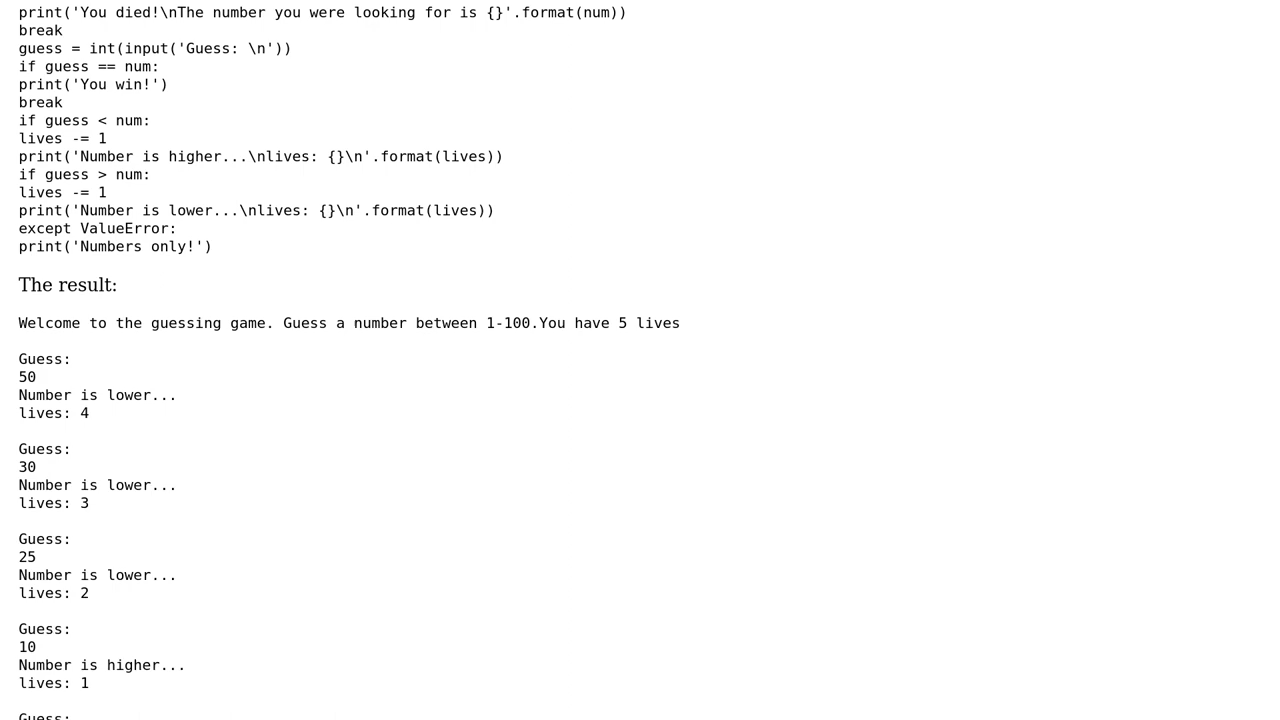 print('You died!\nThe number you were looking for is {}'.format(num))
break
guess = int(input('Guess: \n'))
if guess == num:
print('You win!')
break
if guess < num:
lives -= 1
print('Number is higher...\nlives: {}\n'.format(lives))
if guess > num:
lives -= 1
print('Number is lower...\nlives: {}\n'.format(lives))
except ValueError:
print('Numbers only!')
The result:
Welcome to the guessing game. Guess a number between 1-100.You have 5 lives
Guess:
50
Number is lower...
lives: 4
Guess:
30
Number is lower...
lives: 3
Guess:
25
Number is lower...
lives: 2
Guess:
10
Number is higher...
lives: 1
Guess: